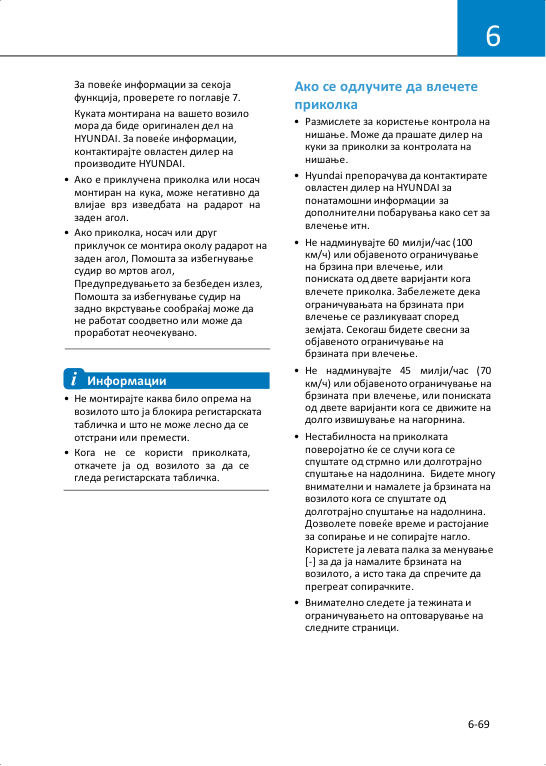 6
За повеќе информации за секоја
функција, проверете го поглавје 7.
Куката монтирана на вашето возило
мора да биде оригинален дел на
HYUNDAI. За повеќе информации,
контактирајте овластен дилер на
производите HYUNDAI.
• Ако е приклучена приколка или носач
монтиран на кука, може негативно да
влијае врз изведбата на радарот на
заден агол.
• Ако приколка, носач или друг
приклучок се монтира околу радарот на
заден агол, Помошта за избегнување
судир во мртов агол,
Предупредувањето за безбеден излез,
Помошта за избегнување судир на
задно вкрстување сообраќај може да
не работат соодветно или може да
проработат неочекувано.
i Информации
• Не монтирајте каква било опрема на
возилото што ја блокира регистарската
табличка и што не може лесно да се
отстрани или премести.
• Кога не се користи приколката,
откачете ја од возилото за да се
гледа регистарската табличка.
Ако се одлучите да влечете
приколка
• Размислете за користење контрола на
нишање. Може да прашате дилер на
куки за приколки за контролата на
нишање.
• Hyundai препорачува да контактирате
овластен дилер на HYUNDAI за
понатамошни информации за
дополнителни побарувања како сет за
влечење итн.
• Не надминувајте 60 милји/час (100
км/ч) или објавеното ограничување
на брзина при влечење, или
пониската од двете варијанти кога
влечете приколка. Забележете дека
ограничувањата на брзината при
влечење се разликуваат според
земјата. Секогаш бидете свесни за
објавеното ограничување на
брзината при влечење.
• Не надминувајте 45 милји/час (70
км/ч) или објавеното ограничување на
брзината при влечење, или пониската
од двете варијанти кога се движите на
долго извишување на нагорнина.
• Нестабилноста на приколката
поверојатно ќе се случи кога се
спуштате од стрмно или долготрајно
спуштање на надолнина. Бидете многу
внимателни и намалете ја брзината на
возилото кога се спуштате од
долготрајно спуштање на надолнина.
Дозволете повеќе време и растојание
за сопирање и не сопирајте нагло.
Користете ја левата палка за менување
[-] за да ја намалите брзината на
возилото, а исто така да спречите да
прегреат сопирачките.
• Внимателно следете ја тежината и
ограничувањето на оптоварување на
следните страници.
6-69